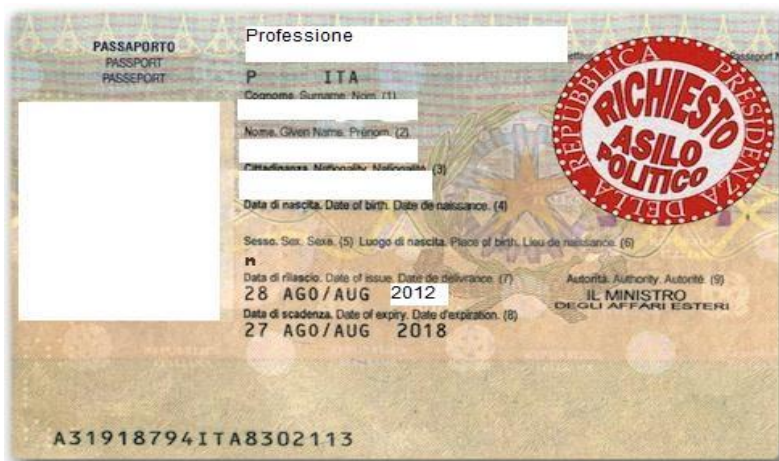 Professione
PASSAPORTO
PASSPORT
PASSEPORT
Passaport N
P ITA
Cognome. Surname. Nom. (1)
Nome. Given Name. Prénom. (2)
Cittadinanza. Nationality. Nationalité. (3)
Data di nascita. Date of birth. Date de naissance. (4)
Sesso. Sex. Sexe. (5) Luogo di nascita. Place of birth. Lieu de naissance. (6)
M
Data di rilascio. Date of issue. Date de délivrance. (7)
28 AGO/AUG 2012
Autorità. Authority. Autorité. (9)
IL MINISTRO
DEGLI AFFARI ESTERI
Data di scadenza. Date of expiry. Date d'expiration. (8)
27 AGO/AUG 2018
PRESIDENZA DELLA REPUBBLICA
RICHIESTO
ASILO
POLITICO
A31918794ITA8302113